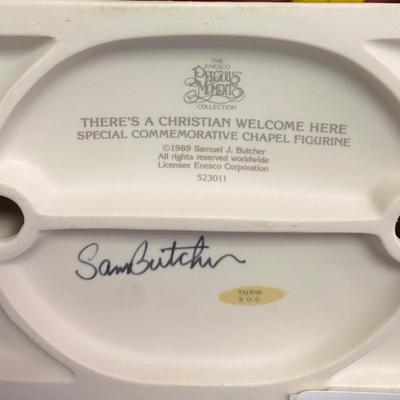 THE
ENESCO
PRECIOUS
MOMENTS
COLLECTION
THERE'S A CHRISTIAN WELCOME HERE
SPECIAL COMMEMORATIVE CHAPEL FIGURINE
©1989 Samuel J. Butcher
All rights reserved worldwide
Licensee Enesco Corporation
523011
Sam Butcher
TAIWAN
R.O.C.